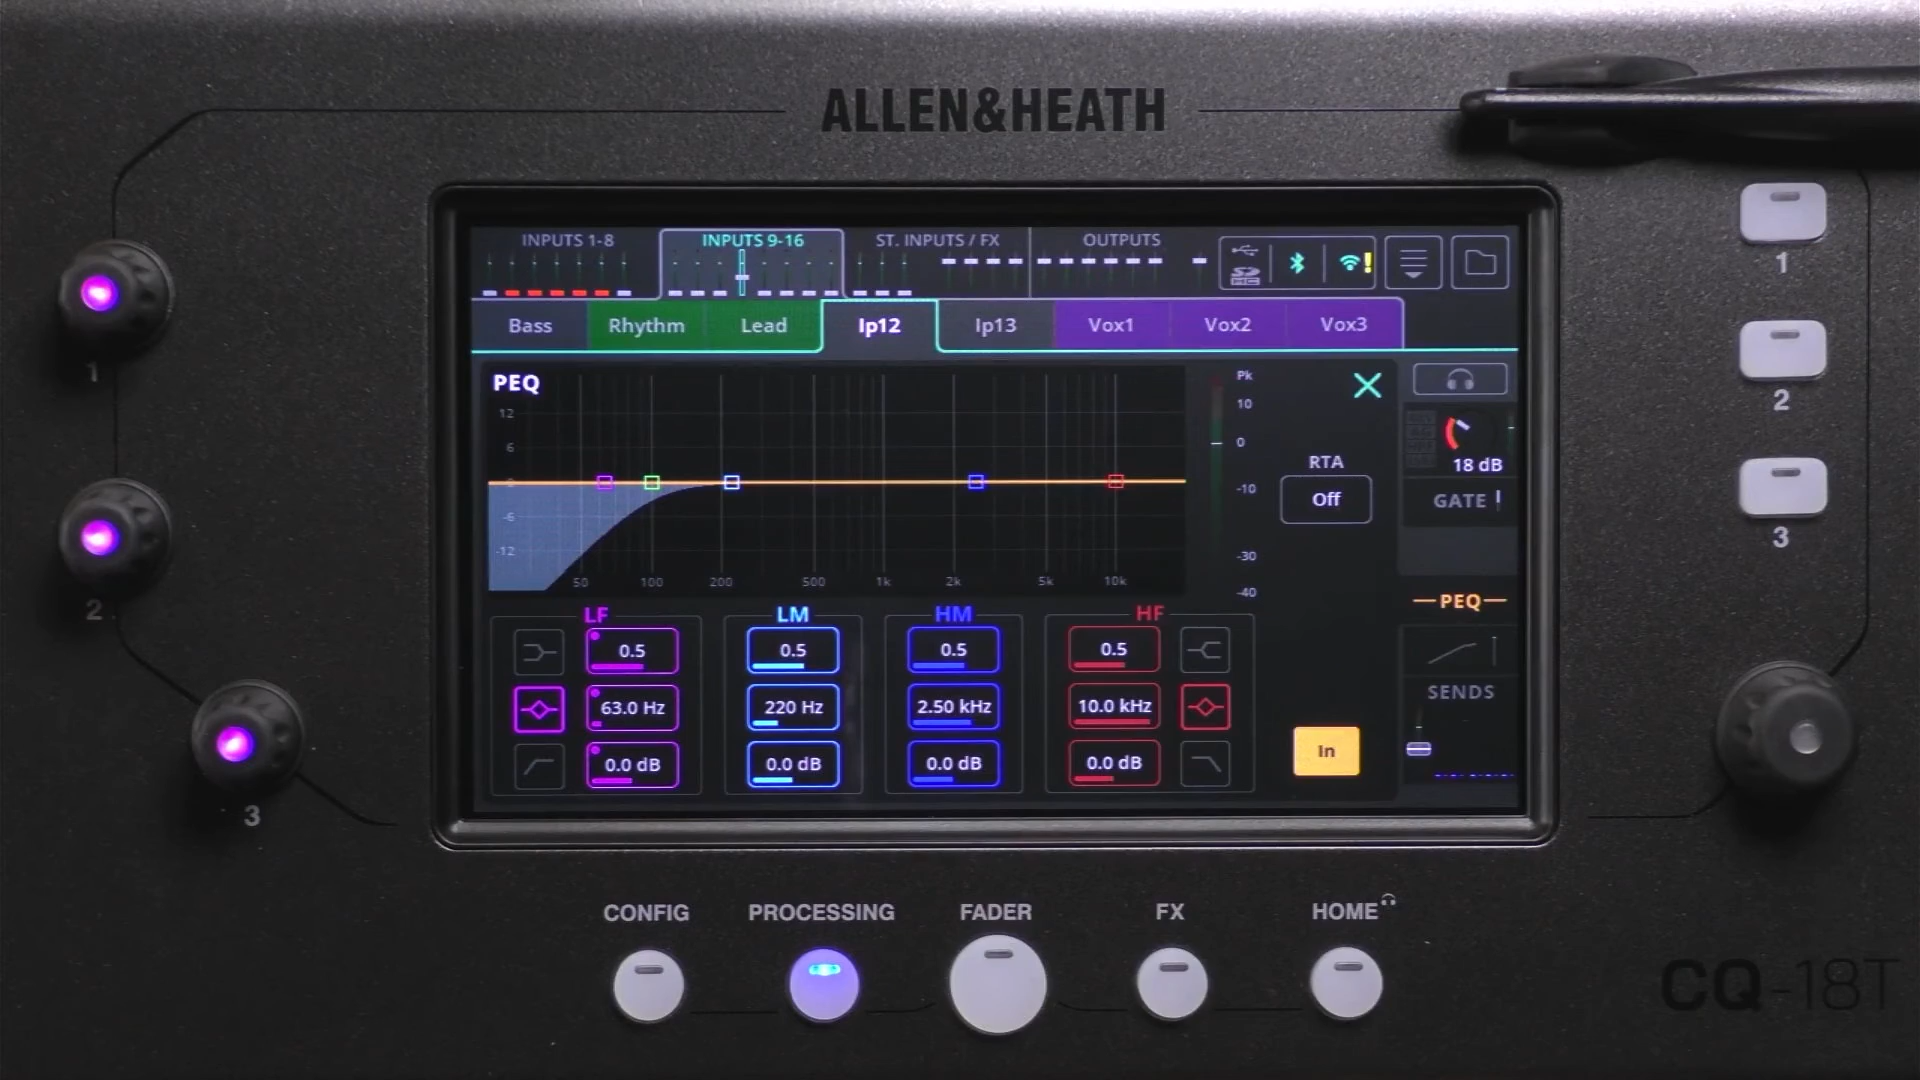 ALLEN&HEATH
INPUTS 1-8 INPUTS 9-16 ST. INPUTS / FX OUTPUTS
Bass Rhythm Lead Ip12 Ip13 Vox1 Vox2 Vox3
PEQ
12
6
0
-6
-12
50 100 200 500 1k 2k 5k 10k
Pk
10
0
-10
-30
-40
RTA
Off
18 dB
GATE
PEQ
SENDS
LF LM HM HF
0.5 0.5 0.5 0.5
63.0 Hz 220 Hz 2.50 kHz 10.0 kHz
0.0 dB 0.0 dB 0.0 dB 0.0 dB
In
1
2
3
1
2
3
CONFIG PROCESSING FADER FX HOME
CQ-18T